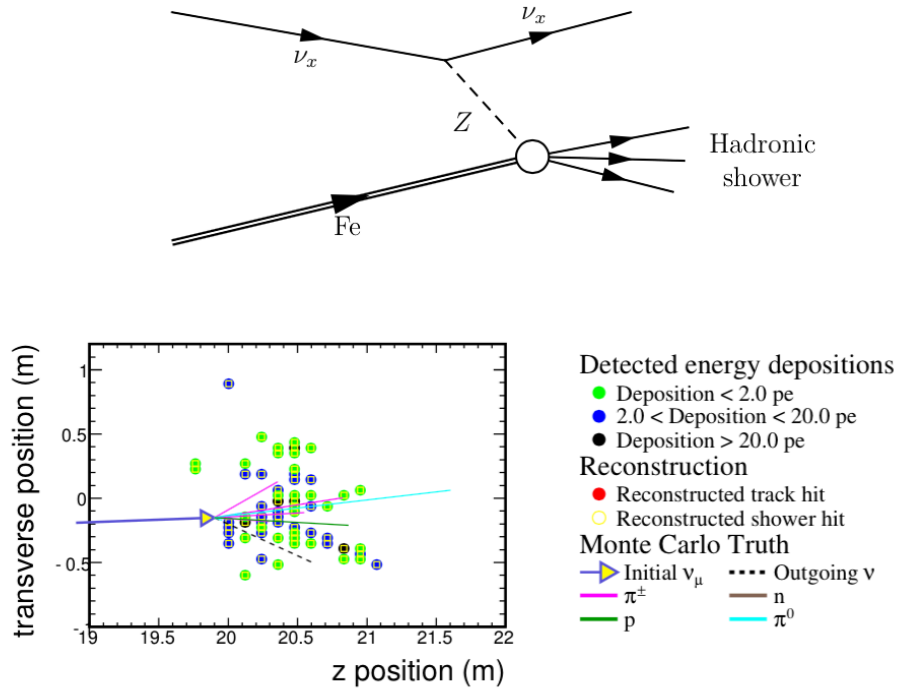 ν_x
ν_x
Z
Hadronic
shower
Fe
transverse position (m)
1
0.5
0
- 0.5
-
19
19.5
20
20.5
21
21.5
22
z position (m)
Detected energy depositions
Deposition < 2.0 pe
2.0 < Deposition < 20.0 pe
Deposition > 20.0 pe
Reconstruction
Reconstructed track hit
Reconstructed shower hit
Monte Carlo Truth
Initial ν_μ
Outgoing ν
π^±
n
p
π^0